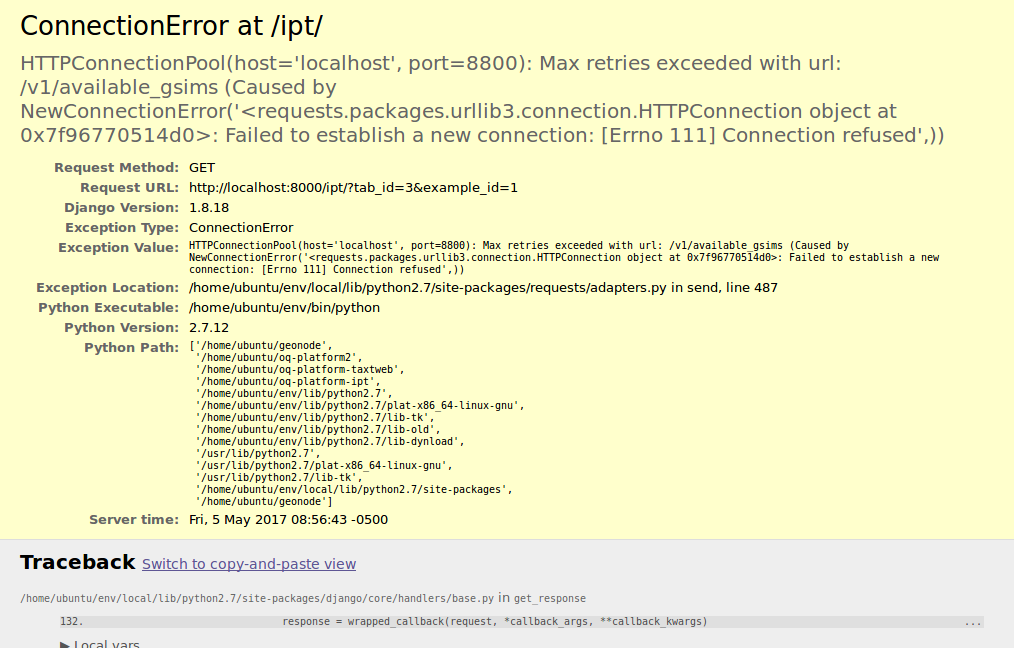 ConnectionError at /ipt/
HTTPConnectionPool(host='localhost', port=8800): Max retries exceeded with url:
/v1/available_gsims (Caused by
NewConnectionError('<requests.packages.urllib3.connection.HTTPConnection object at
0x7f96770514d0>: Failed to establish a new connection: [Errno 111] Connection refused',))
Request Method: GET
Request URL: http://localhost:8000/ipt/?tab_id=3&example_id=1
Django Version: 1.8.18
Exception Type: ConnectionError
Exception Value: HTTPConnectionPool(host='localhost', port=8800): Max retries exceeded with url: /v1/available_gsims (Caused by
NewConnectionError('<requests.packages.urllib3.connection.HTTPConnection object at 0x7f96770514d0>: Failed to establish a new
connection: [Errno 111] Connection refused',))
Exception Location: /home/ubuntu/env/local/lib/python2.7/site-packages/requests/adapters.py in send, line 487
Python Executable: /home/ubuntu/env/bin/python
Python Version: 2.7.12
Python Path: ['/home/ubuntu/geonode',
'/home/ubuntu/oq-platform2',
'/home/ubuntu/oq-platform-taxtweb',
'/home/ubuntu/oq-platform-ipt',
'/home/ubuntu/env/lib/python2.7',
'/home/ubuntu/env/lib/python2.7/plat-x86_64-linux-gnu',
'/home/ubuntu/env/lib/python2.7/lib-tk',
'/home/ubuntu/env/lib/python2.7/lib-old',
'/home/ubuntu/env/lib/python2.7/lib-dynload',
'/usr/lib/python2.7',
'/usr/lib/python2.7/plat-x86_64-linux-gnu',
'/usr/lib/python2.7/lib-tk',
'/home/ubuntu/env/local/lib/python2.7/site-packages',
'/home/ubuntu/geonode']
Server time: Fri, 5 May 2017 08:56:43 -0500
Traceback Switch to copy-and-paste view
/home/ubuntu/env/local/lib/python2.7/site-packages/django/core/handlers/base.py in get_response
132. response = wrapped_callback(request, *callback_args, **callback_kwargs) ...
▶ Local vars